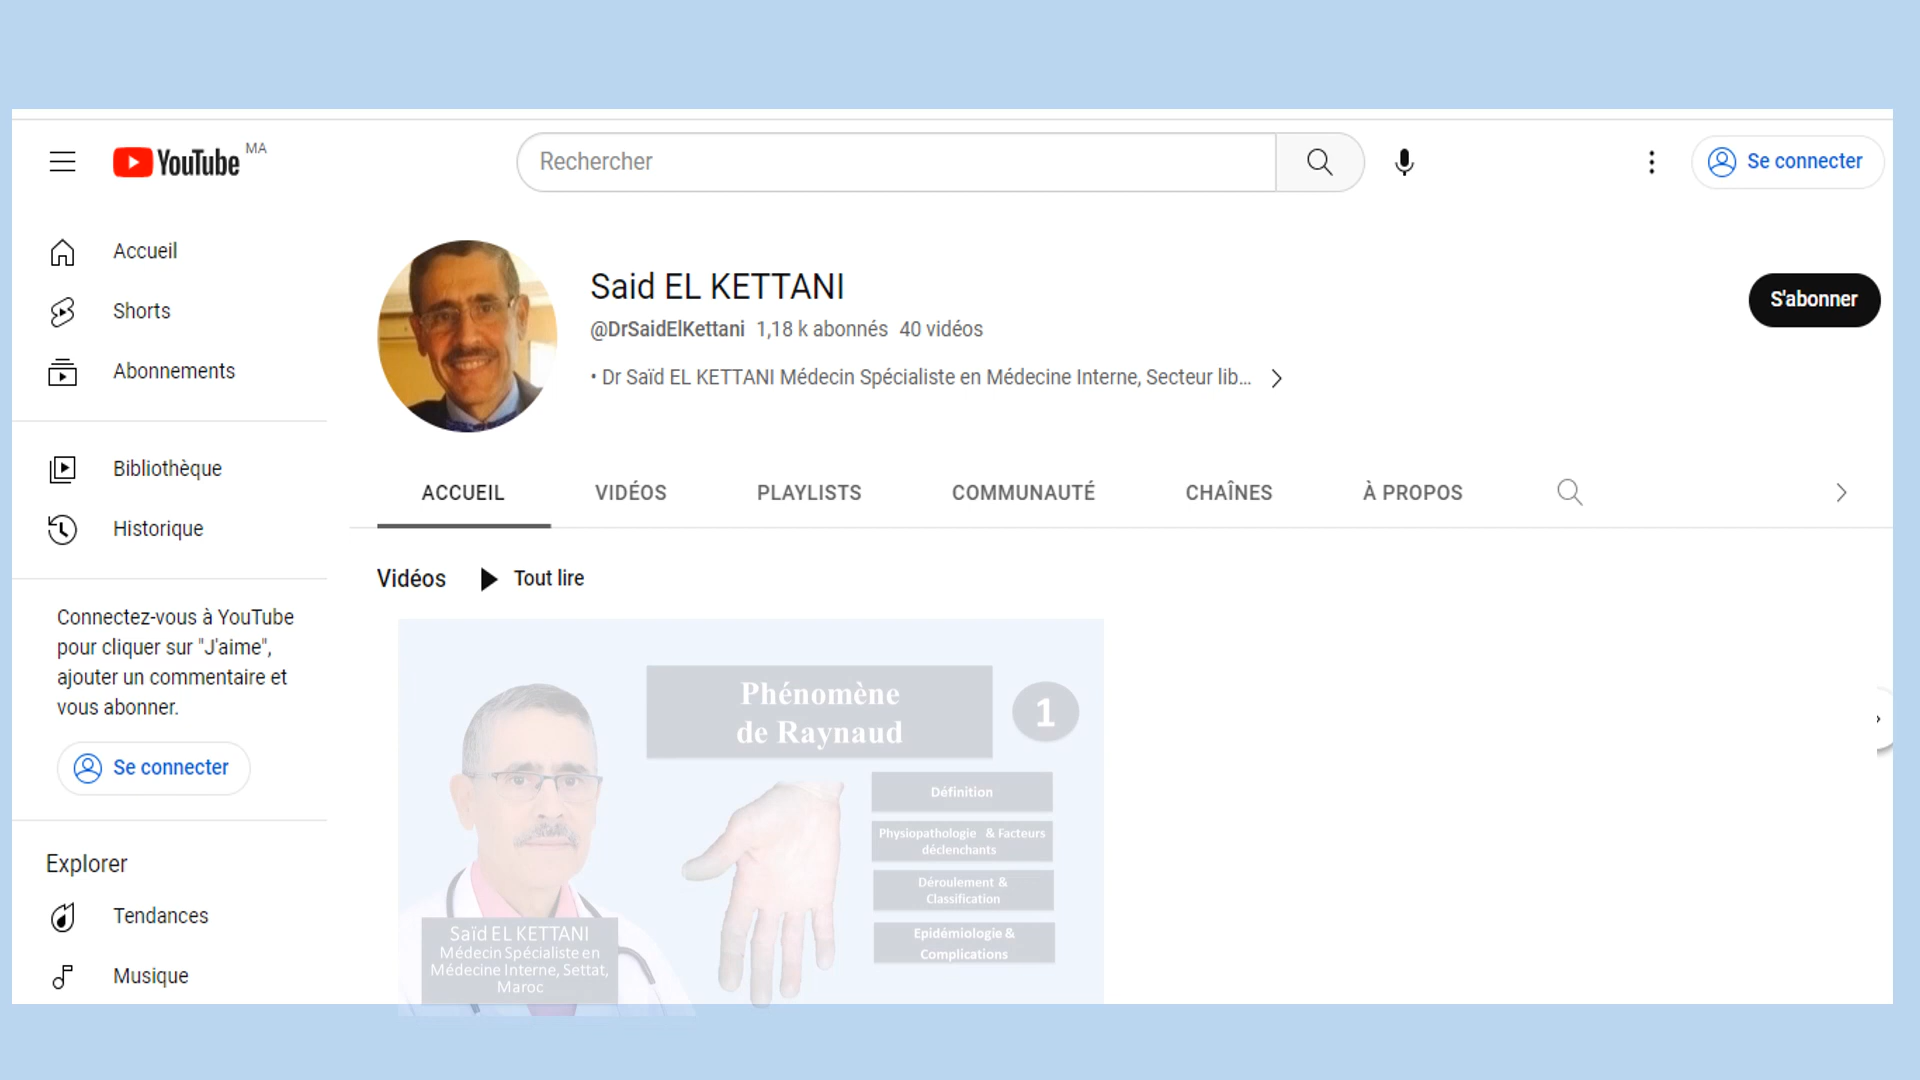 YouTube MA
Rechercher
Se connecter
Accueil
Shorts
Abonnements
Bibliothèque
Historique
Connectez-vous à YouTube
pour cliquer sur "J'aime",
ajouter un commentaire et
vous abonner.
Se connecter
Explorer
Tendances
Musique
Said EL KETTANI
@DrSaidElKettani 1,18 k abonnés 40 vidéos
• Dr Saïd EL KETTANI Médecin Spécialiste en Médecine Interne, Secteur lib...
S'abonner
ACCUEIL VIDÉOS PLAYLISTS COMMUNAUTÉ CHAÎNES À PROPOS
Vidéos Tout lire
Phénomène
de Raynaud
1
Définition
Physiopathologie & Facteurs
déclenchants
Déroulement &
Classification
Epidémiologie &
Complications
Saïd EL KETTANI
Médecin Spécialiste en
Médecine Interne, Settat,
Maroc